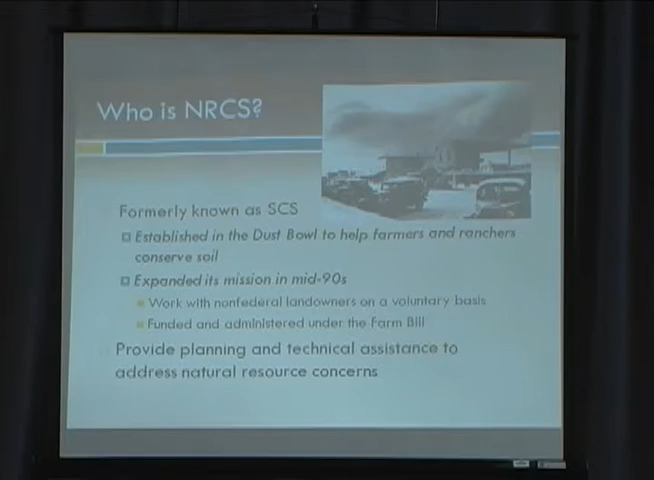 Who is NRCS?
Formerly known as SCS
Established in the Dust Bowl to help farmers and ranchers
conserve soil
Expanded its mission in mid-90s
Work with nonfederal landowners on a voluntary basis
Funded and administered under the Farm Bill
Provide planning and technical assistance to
address natural resource concerns